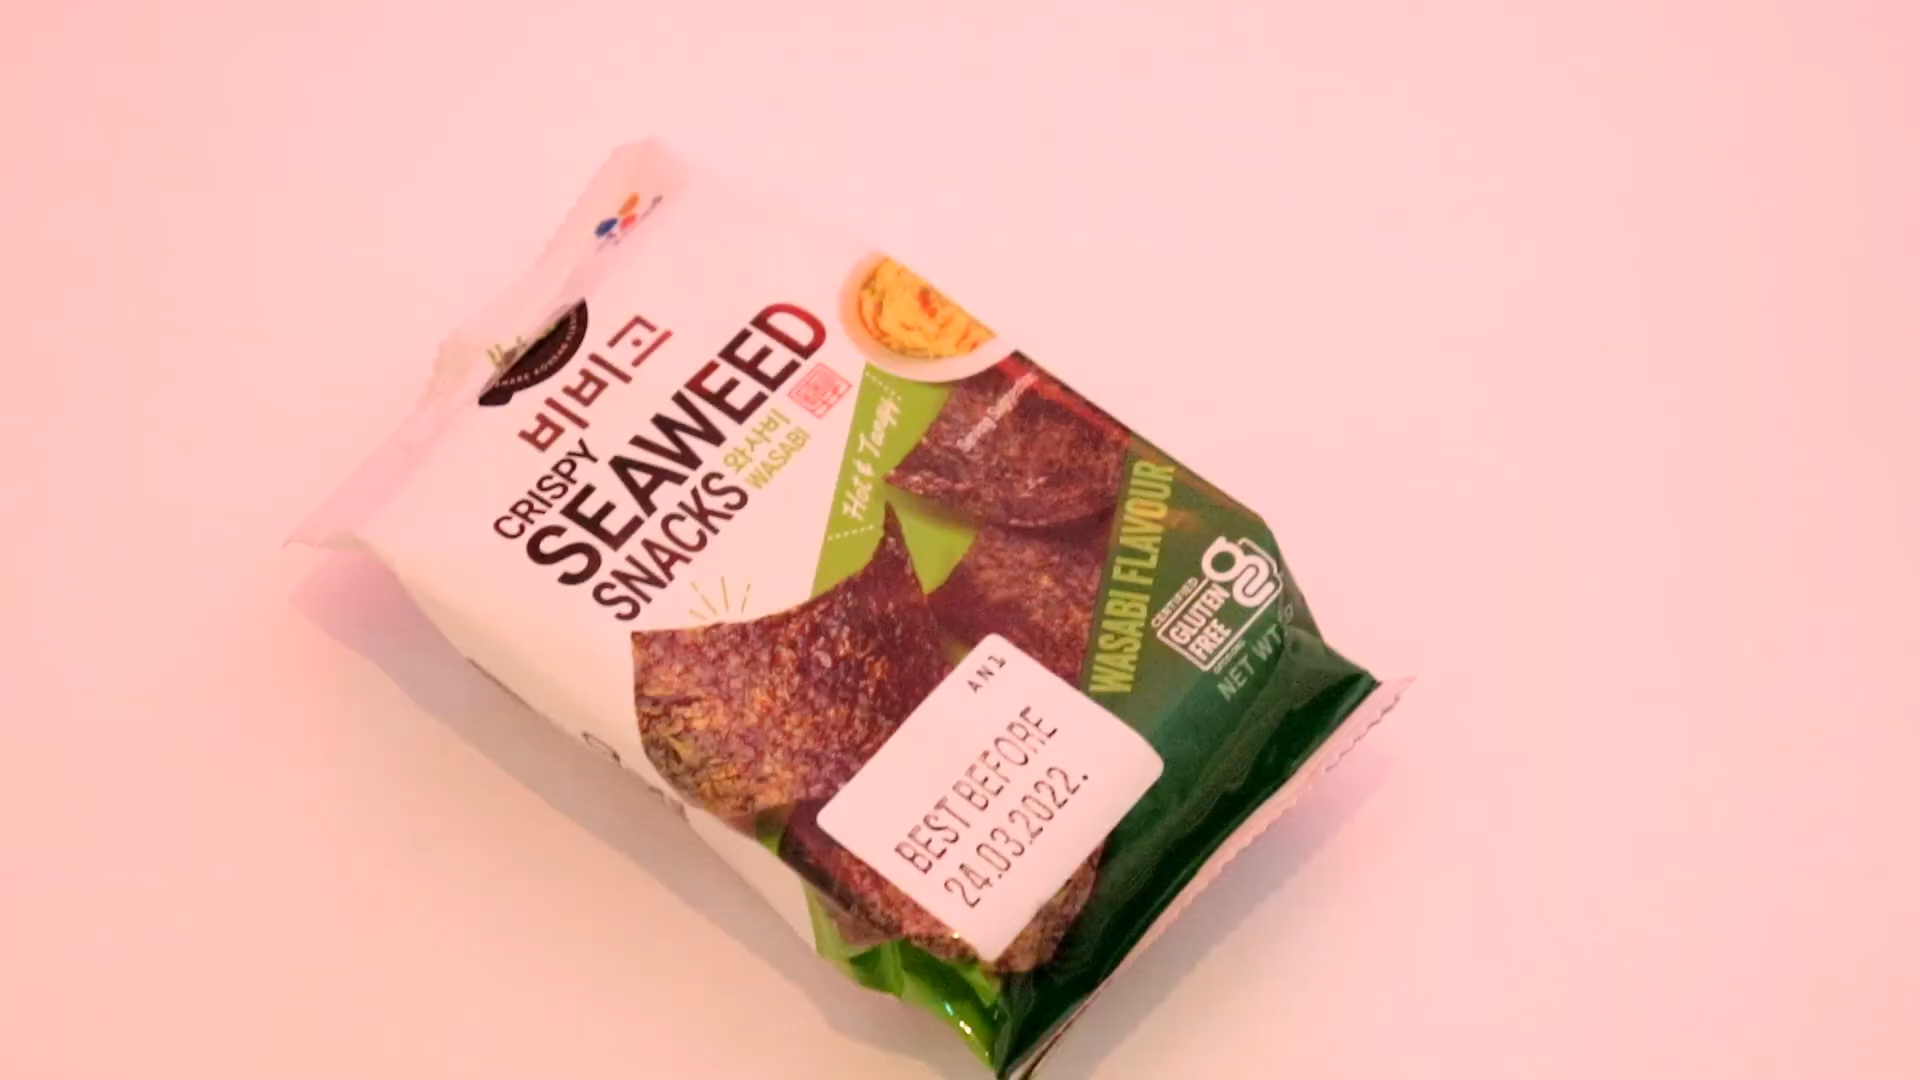 비비고
CRISPY
SEAWEED
SNACKS
와사비
WASABI
Hot & Tangy!
WASABI FLAVOUR
CERTIFIED
GLUTEN
FREE
NET WT
AN1
BEST BEFORE
24.03.2022.